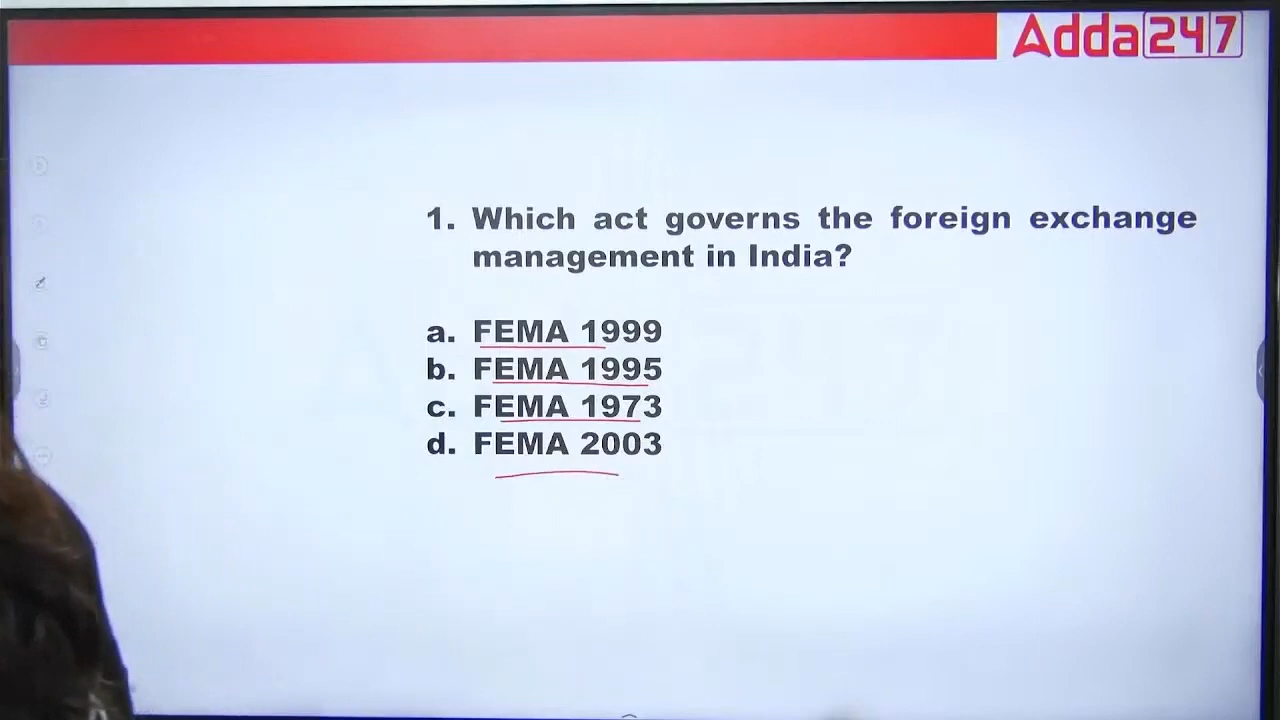 Adda247
1. Which act governs the foreign exchange
management in India?
a. FEMA 1999
b. FEMA 1995
c. FEMA 1973
d. FEMA 2003